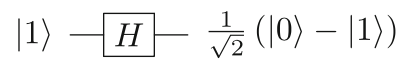 |1⟩ H 1/√2 (|0⟩ − |1⟩)